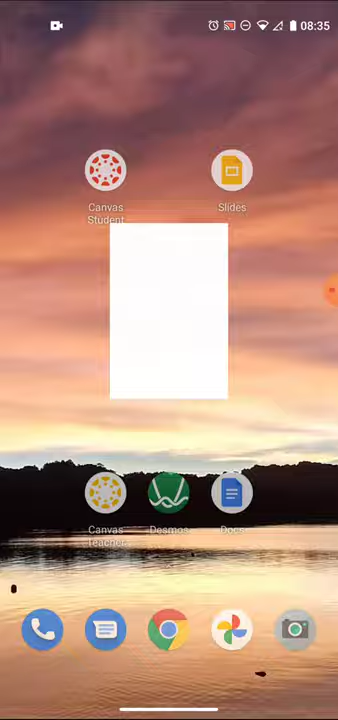 08:35
Canvas Student
Slides
Canvas Teacher
Desmos
Docs